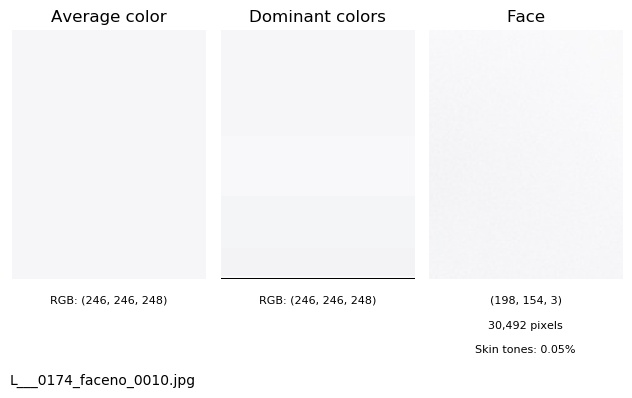 Average color
Dominant colors
Face
RGB: (246, 246, 248)
RGB: (246, 246, 248)
(198, 154, 3)
30,492 pixels
Skin tones: 0.05%
L___0174_faceno_0010.jpg